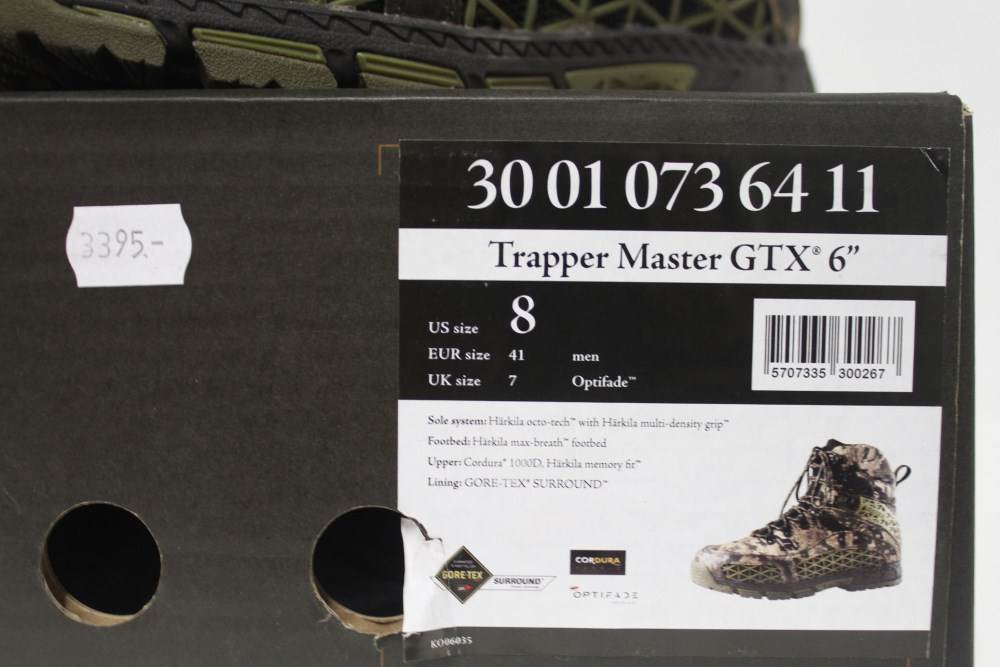 30 01 073 64 11
3395.-
Trapper Master GTX® 6”
US size 8
EUR size 41 men
UK size 7 Optifade™
5707335 300267
Sole system: Härkila octo-tech™ with Härkila multi-density grip™
Footbed: Härkila max-breath™ footbed
Upper: Cordura® 1000D, Härkila memory fit™
Lining: GORE-TEX® SURROUND™
GORE-TEX
SURROUND™
CORDURA
OPTIFADE
KO06035